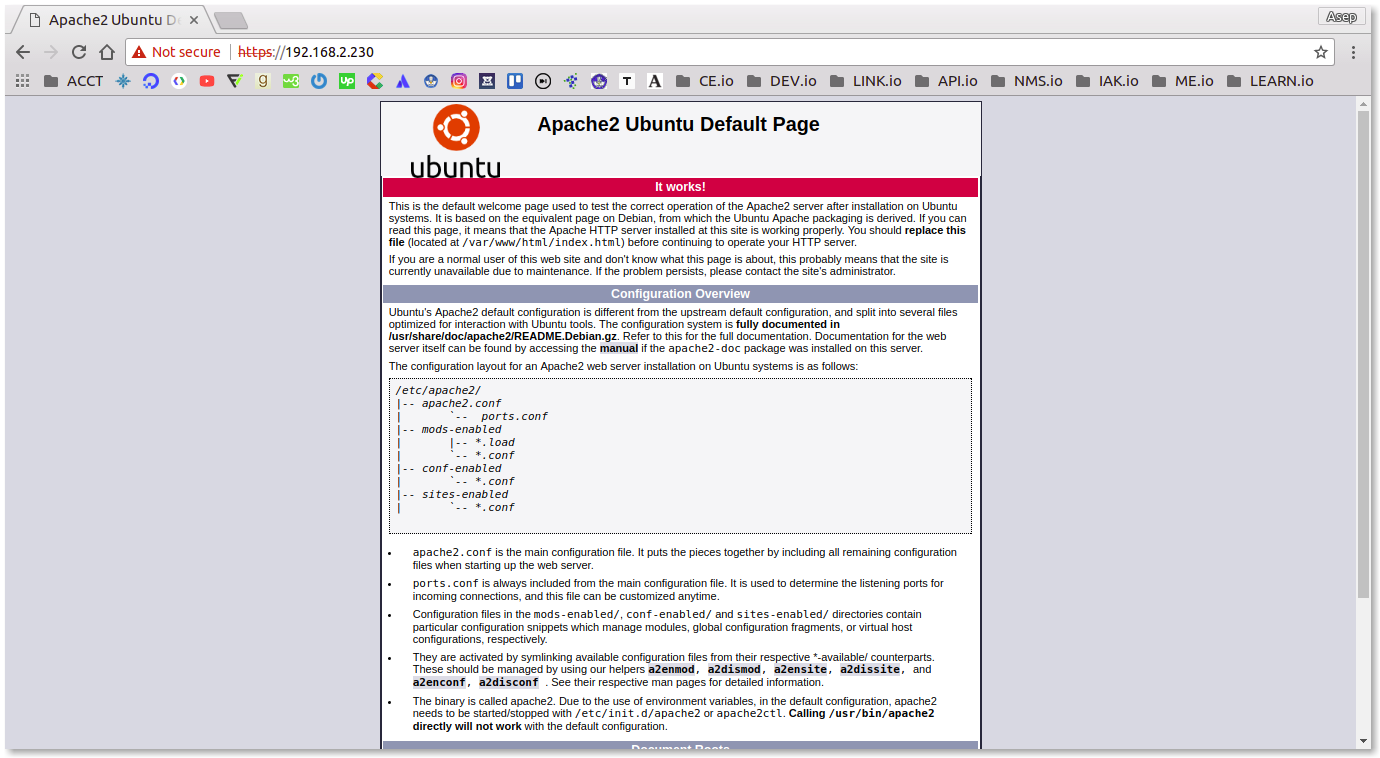 Apache2 Ubuntu D
Asep
Not secure https://192.168.2.230
ACCT CE.io DEV.io LINK.io API.io NMS.io IAK.io ME.io LEARN.io
ubuntu
Apache2 Ubuntu Default Page
It works!
This is the default welcome page used to test the correct operation of the Apache2 server after installation on Ubuntu
systems. It is based on the equivalent page on Debian, from which the Ubuntu Apache packaging is derived. If you can
read this page, it means that the Apache HTTP server installed at this site is working properly. You should replace this
file (located at /var/www/html/index.html) before continuing to operate your HTTP server.
If you are a normal user of this web site and don't know what this page is about, this probably means that the site is
currently unavailable due to maintenance. If the problem persists, please contact the site's administrator.
Configuration Overview
Ubuntu's Apache2 default configuration is different from the upstream default configuration, and split into several files
optimized for interaction with Ubuntu tools. The configuration system is fully documented in
/usr/share/doc/apache2/README.Debian.gz. Refer to this for the full documentation. Documentation for the web
server itself can be found by accessing the manual if the apache2-doc package was installed on this server.
The configuration layout for an Apache2 web server installation on Ubuntu systems is as follows:
/etc/apache2/
|-- apache2.conf
|       `--  ports.conf
|-- mods-enabled
|       |-- *.load
|       `-- *.conf
|-- conf-enabled
|       `-- *.conf
|-- sites-enabled
|       `-- *.conf
• apache2.conf is the main configuration file. It puts the pieces together by including all remaining configuration
files when starting up the web server.
• ports.conf is always included from the main configuration file. It is used to determine the listening ports for
incoming connections, and this file can be customized anytime.
• Configuration files in the mods-enabled/, conf-enabled/ and sites-enabled/ directories contain
particular configuration snippets which manage modules, global configuration fragments, or virtual host
configurations, respectively.
• They are activated by symlinking available configuration files from their respective *-available/ counterparts.
These should be managed by using our helpers a2enmod, a2dismod, a2ensite, a2dissite, and
a2enconf, a2disconf . See their respective man pages for detailed information.
• The binary is called apache2. Due to the use of environment variables, in the default configuration, apache2
needs to be started/stopped with /etc/init.d/apache2 or apache2ctl. Calling /usr/bin/apache2
directly will not work with the default configuration.
Document Roots